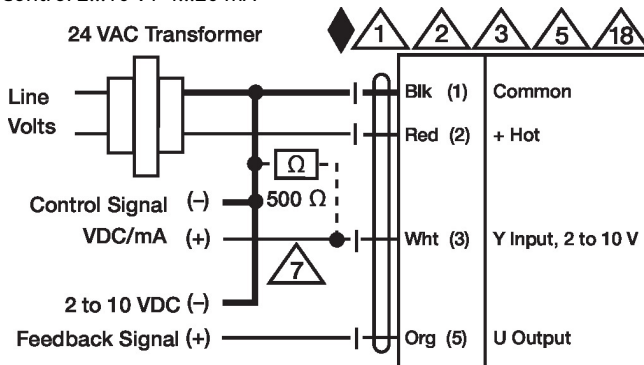 24 VAC Transformer
1 2 3 5 18
Line
Volts
Blk (1) Common
Red (2) + Hot
Ω
500 Ω
Control Signal (-)
VDC/mA (+)
Wht (3) Y Input, 2 to 10 V
7
2 to 10 VDC (-)
Feedback Signal (+)
Org (5) U Output